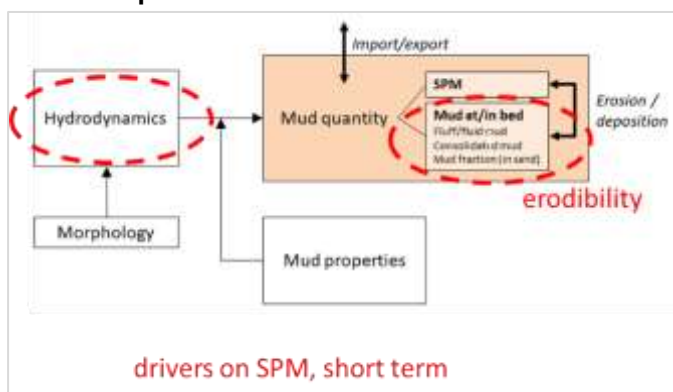 Import/export
SPM
Hydrodynamics
Mud quantity
Mud at/in bed
Fluff/fluid mud
Consolidated mud
Mud fraction (in sand)
Erosion /
deposition
erodibility
Morphology
Mud properties
drivers on SPM, short term